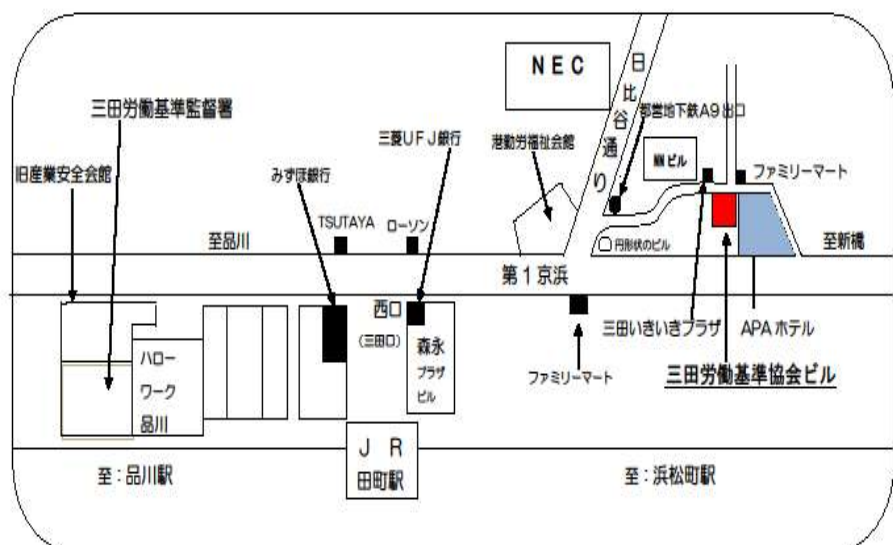 NEC
日比谷通り
都営地下鉄A9出口
三田労働基準監督署
三菱UFJ銀行
港勤労福祉会館
NNビル
ファミリーマート
旧産業安全会館
みずほ銀行
TSUTAYA
ローソン
至品川
円形状のビル
至新橋
第1京浜
西口
(三田口)
森永
プラザ
ビル
三田いきいきプラザ
APAホテル
ハロー
ワーク
品川
ファミリーマート
三田労働基準協会ビル
JR
田町駅
至:品川駅
至:浜松町駅